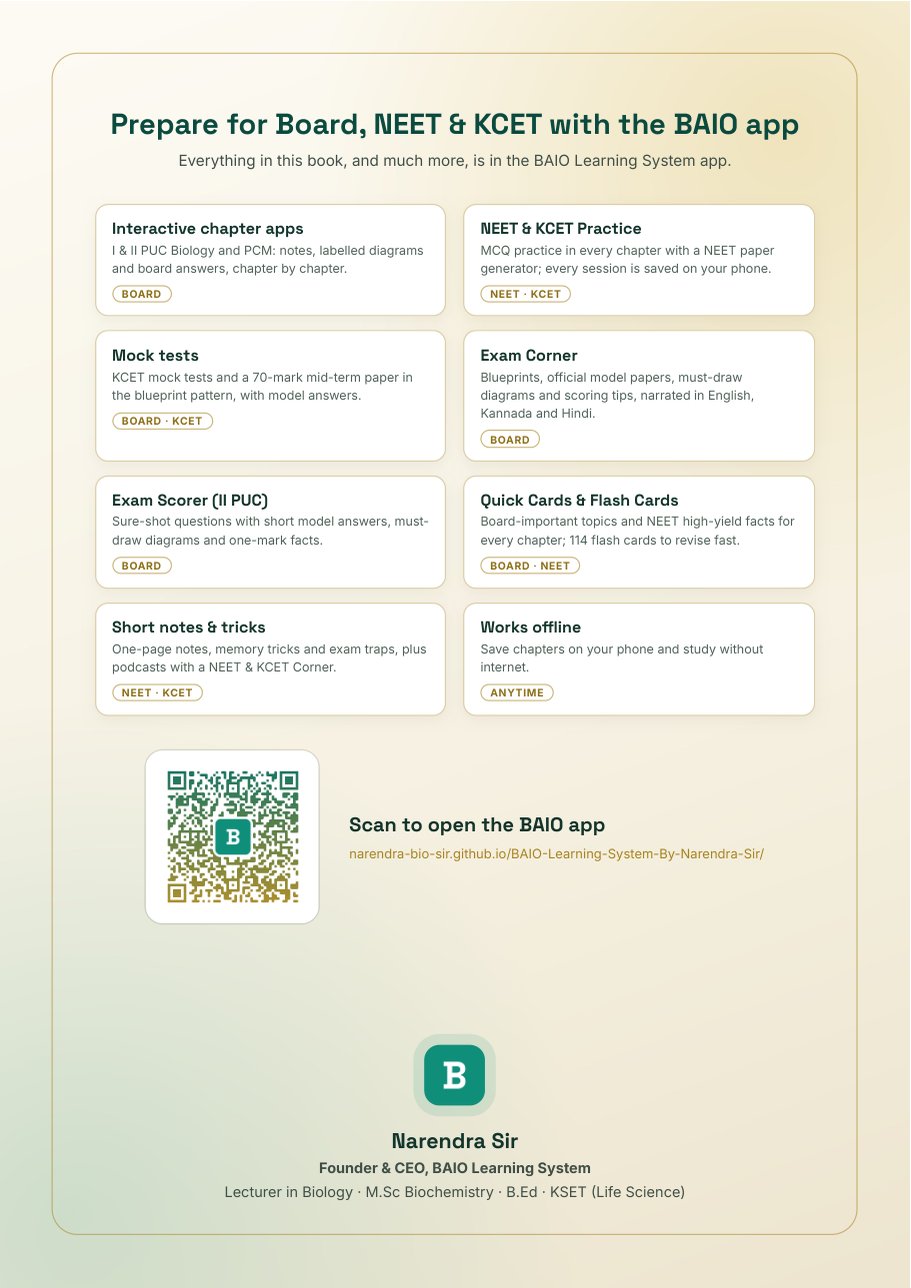 Prepare for Board, NEET & KCET with the BAIO app
Everything in this book, and much more, is in the BAIO Learning System app.
Interactive chapter apps
I & II PUC Biology and PCM: notes, labelled diagrams
and board answers, chapter by chapter.
BOARD
NEET & KCET Practice
MCQ practice in every chapter with a NEET paper
generator; every session is saved on your phone.
NEET · KCET
Mock tests
KCET mock tests and a 70-mark mid-term paper in
the blueprint pattern, with model answers.
BOARD · KCET
Exam Corner
Blueprints, official model papers, must-draw
diagrams and scoring tips, narrated in English,
Kannada and Hindi.
BOARD
Exam Scorer (II PUC)
Sure-shot questions with short model answers, must-
draw diagrams and one-mark facts.
BOARD
Quick Cards & Flash Cards
Board-important topics and NEET high-yield facts for
every chapter; 114 flash cards to revise fast.
BOARD · NEET
Short notes & tricks
One-page notes, memory tricks and exam traps, plus
podcasts with a NEET & KCET Corner.
NEET · KCET
Works offline
Save chapters on your phone and study without
internet.
ANYTIME
B
Scan to open the BAIO app
narendra-bio-sir.github.io/BAIO-Learning-System-By-Narendra-Sir/
B
Narendra Sir
Founder & CEO, BAIO Learning System
Lecturer in Biology · M.Sc Biochemistry · B.Ed · KSET (Life Science)